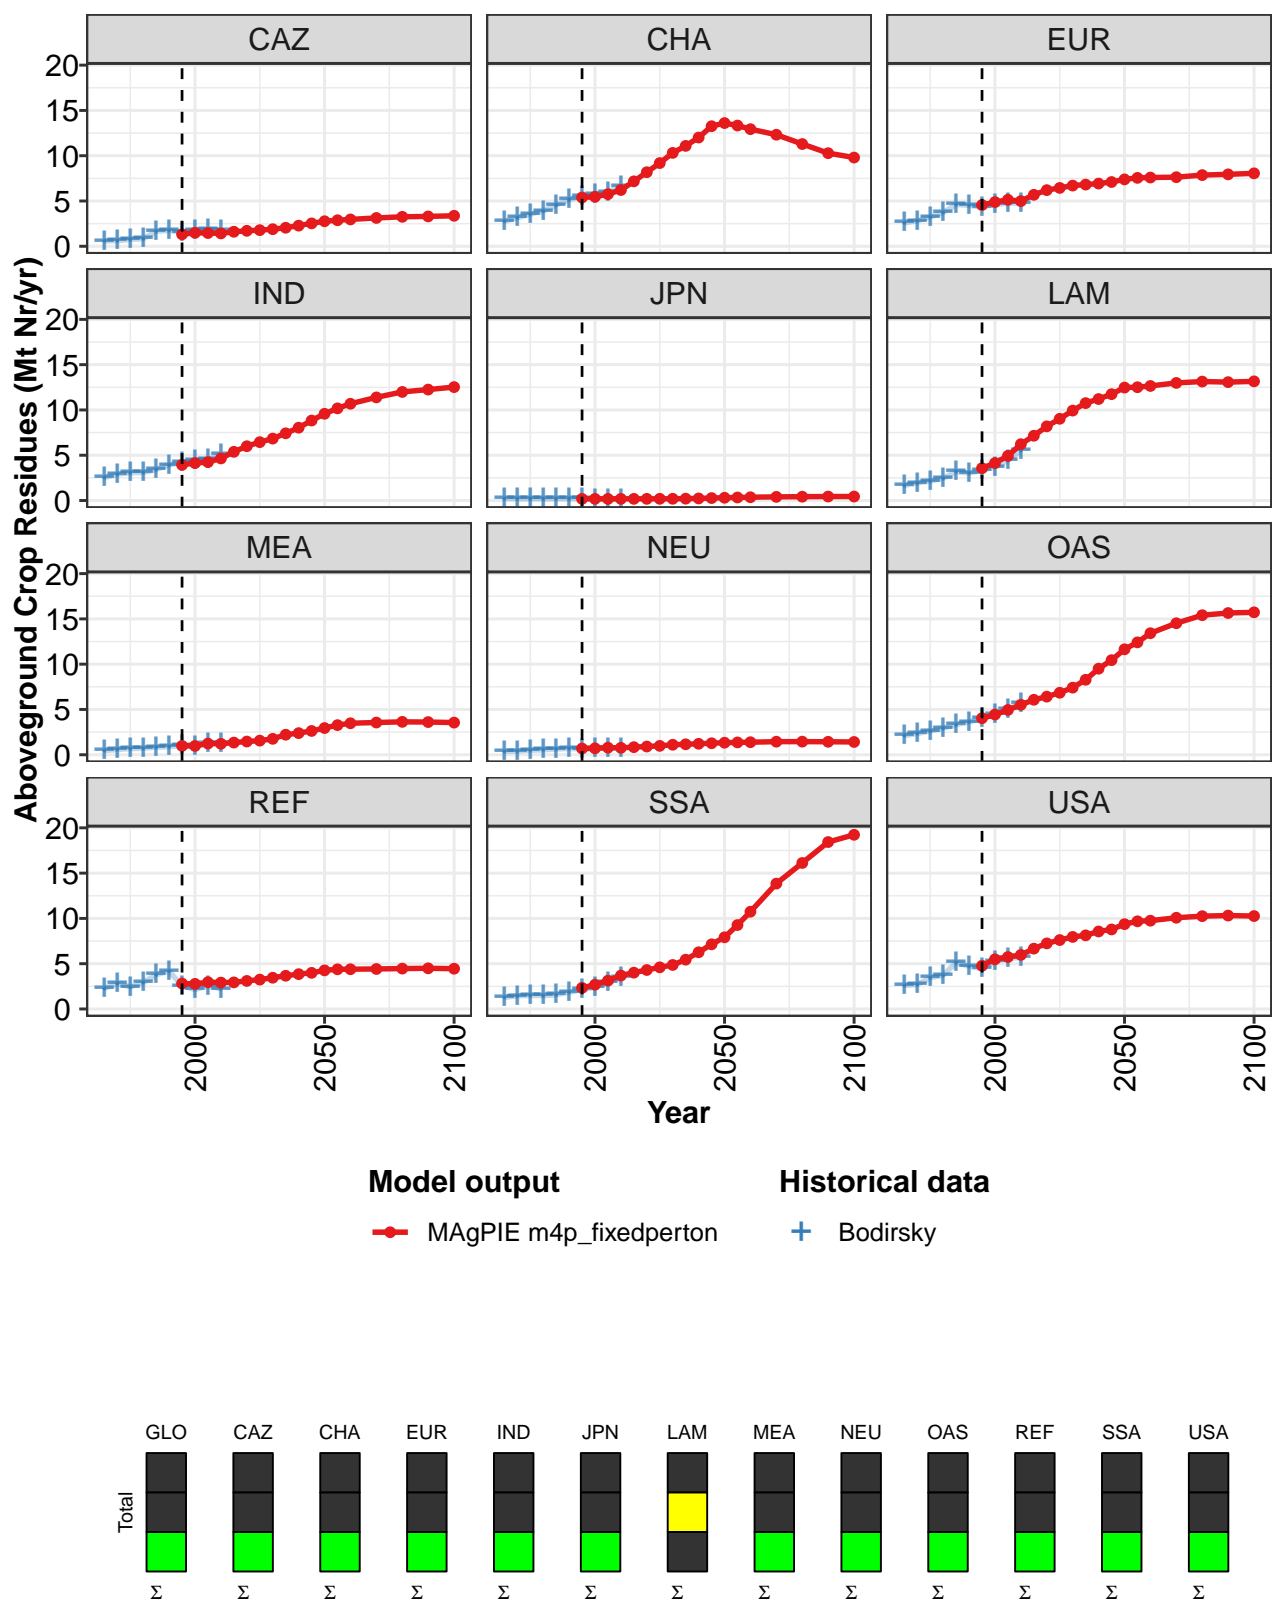 CAZ CHA EUR
20
15
10
5
0
IND JPN LAM
20
15
10
5
0
Aboveground Crop Residues (Mt Nr/yr)
MEA NEU OAS
20
15
10
5
0
REF SSA USA
20
15
10
5
0
2000 2050 2100 2000 2050 2100 2000 2050 2100
Year
Model output Historical data
MAgPIE m4p_fixedperton Bodirsky
GLO CAZ CHA EUR IND JPN LAM MEA NEU OAS REF SSA USA
Total
Σ Σ Σ Σ Σ Σ Σ Σ Σ Σ Σ Σ Σ